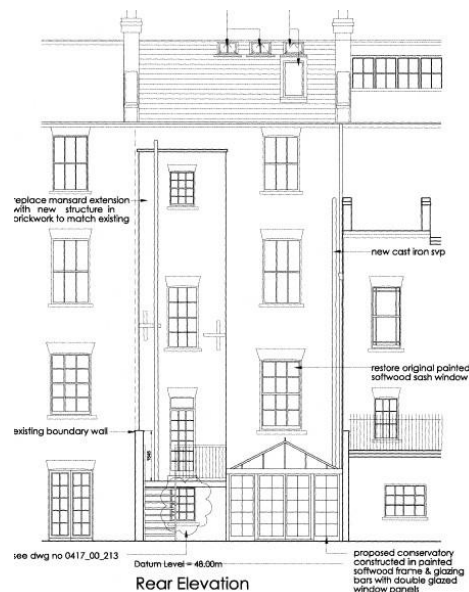 replace mansard extension
with new structure in
brickwork to match existing
new cast iron svp
restore original painted
softwood sash window
existing boundary wall
see dwg no 0417_00_213
Datum Level = 48.00m
Rear Elevation
proposed conservatory
constructed in painted
softwood frame & glazing
bars with double glazed
window panels